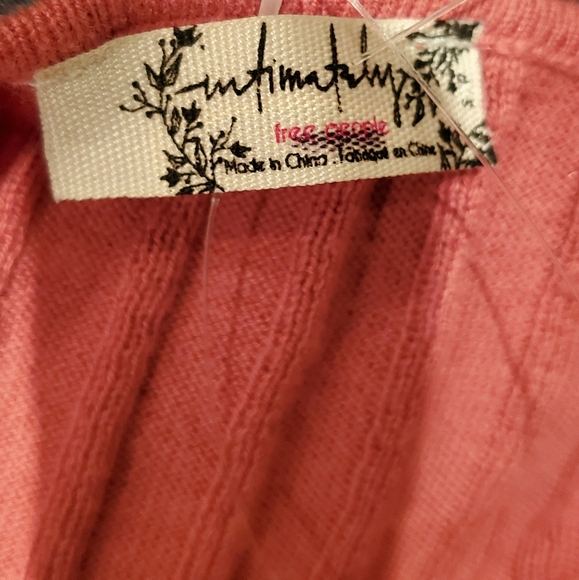 intimately
free people
Made in China . Fabriqué en Chine